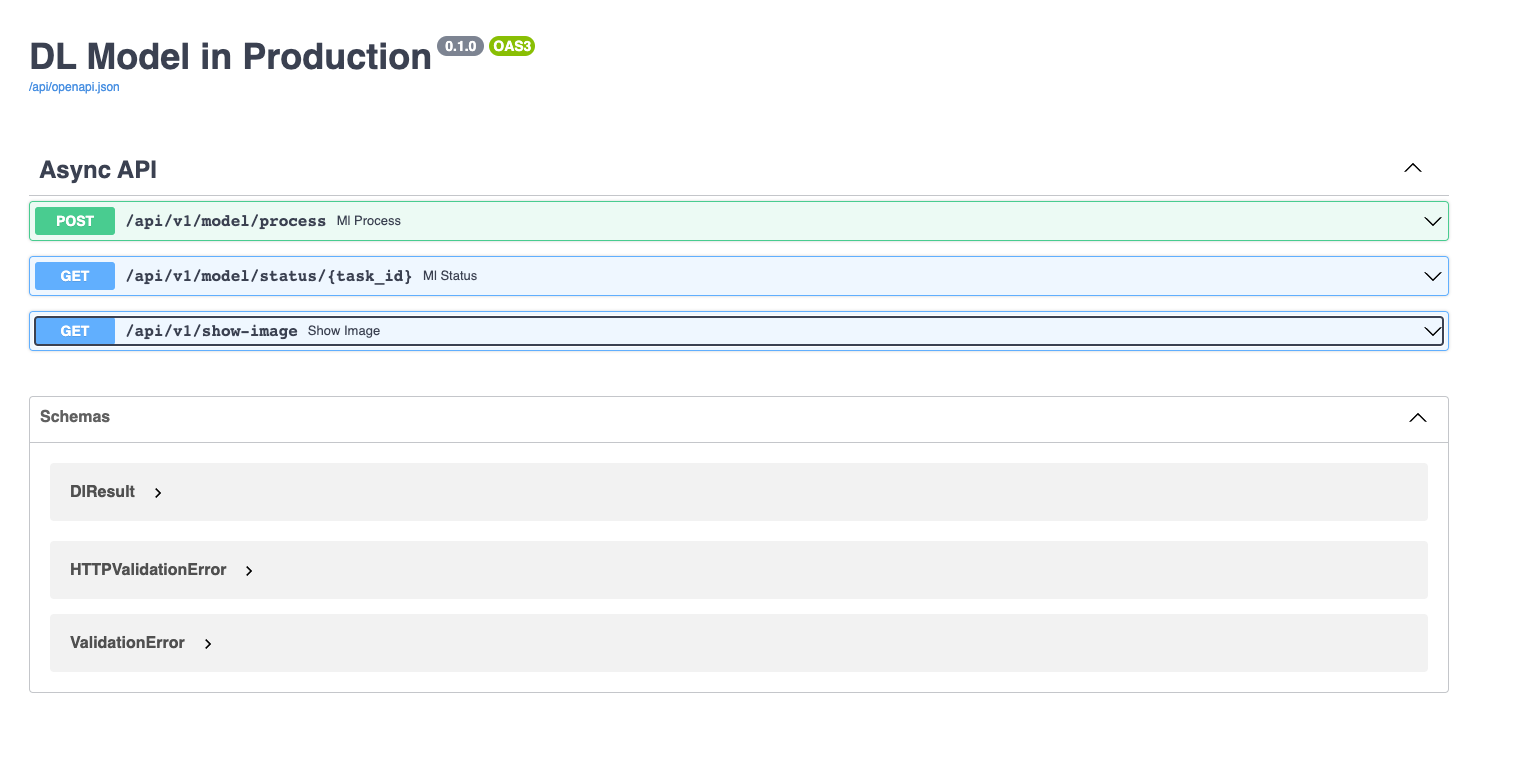 DL Model in Production 0.1.0 OAS3
/api/openapi.json
Async API
POST /api/v1/model/process Ml Process
GET /api/v1/model/status/{task_id} Ml Status
GET /api/v1/show-image Show Image
Schemas
DlResult
HTTPValidationError
ValidationError